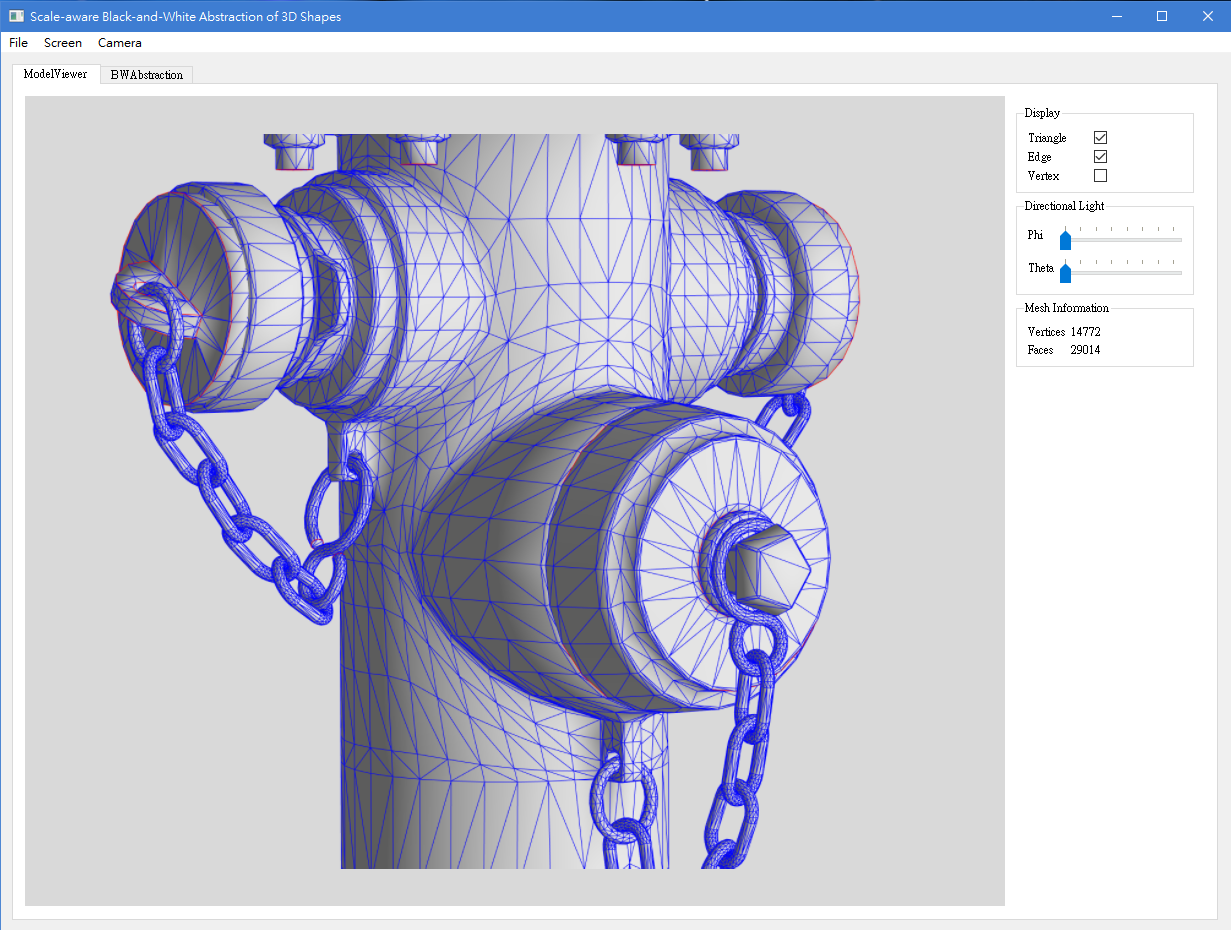 Scale-aware Black-and-White Abstraction of 3D Shapes
File Screen Camera
ModelViewer BWAbstraction
Display
Triangle
Edge
Vertex
Directional Light
Phi
Theta
Mesh Information
Vertices 14772
Faces 29014